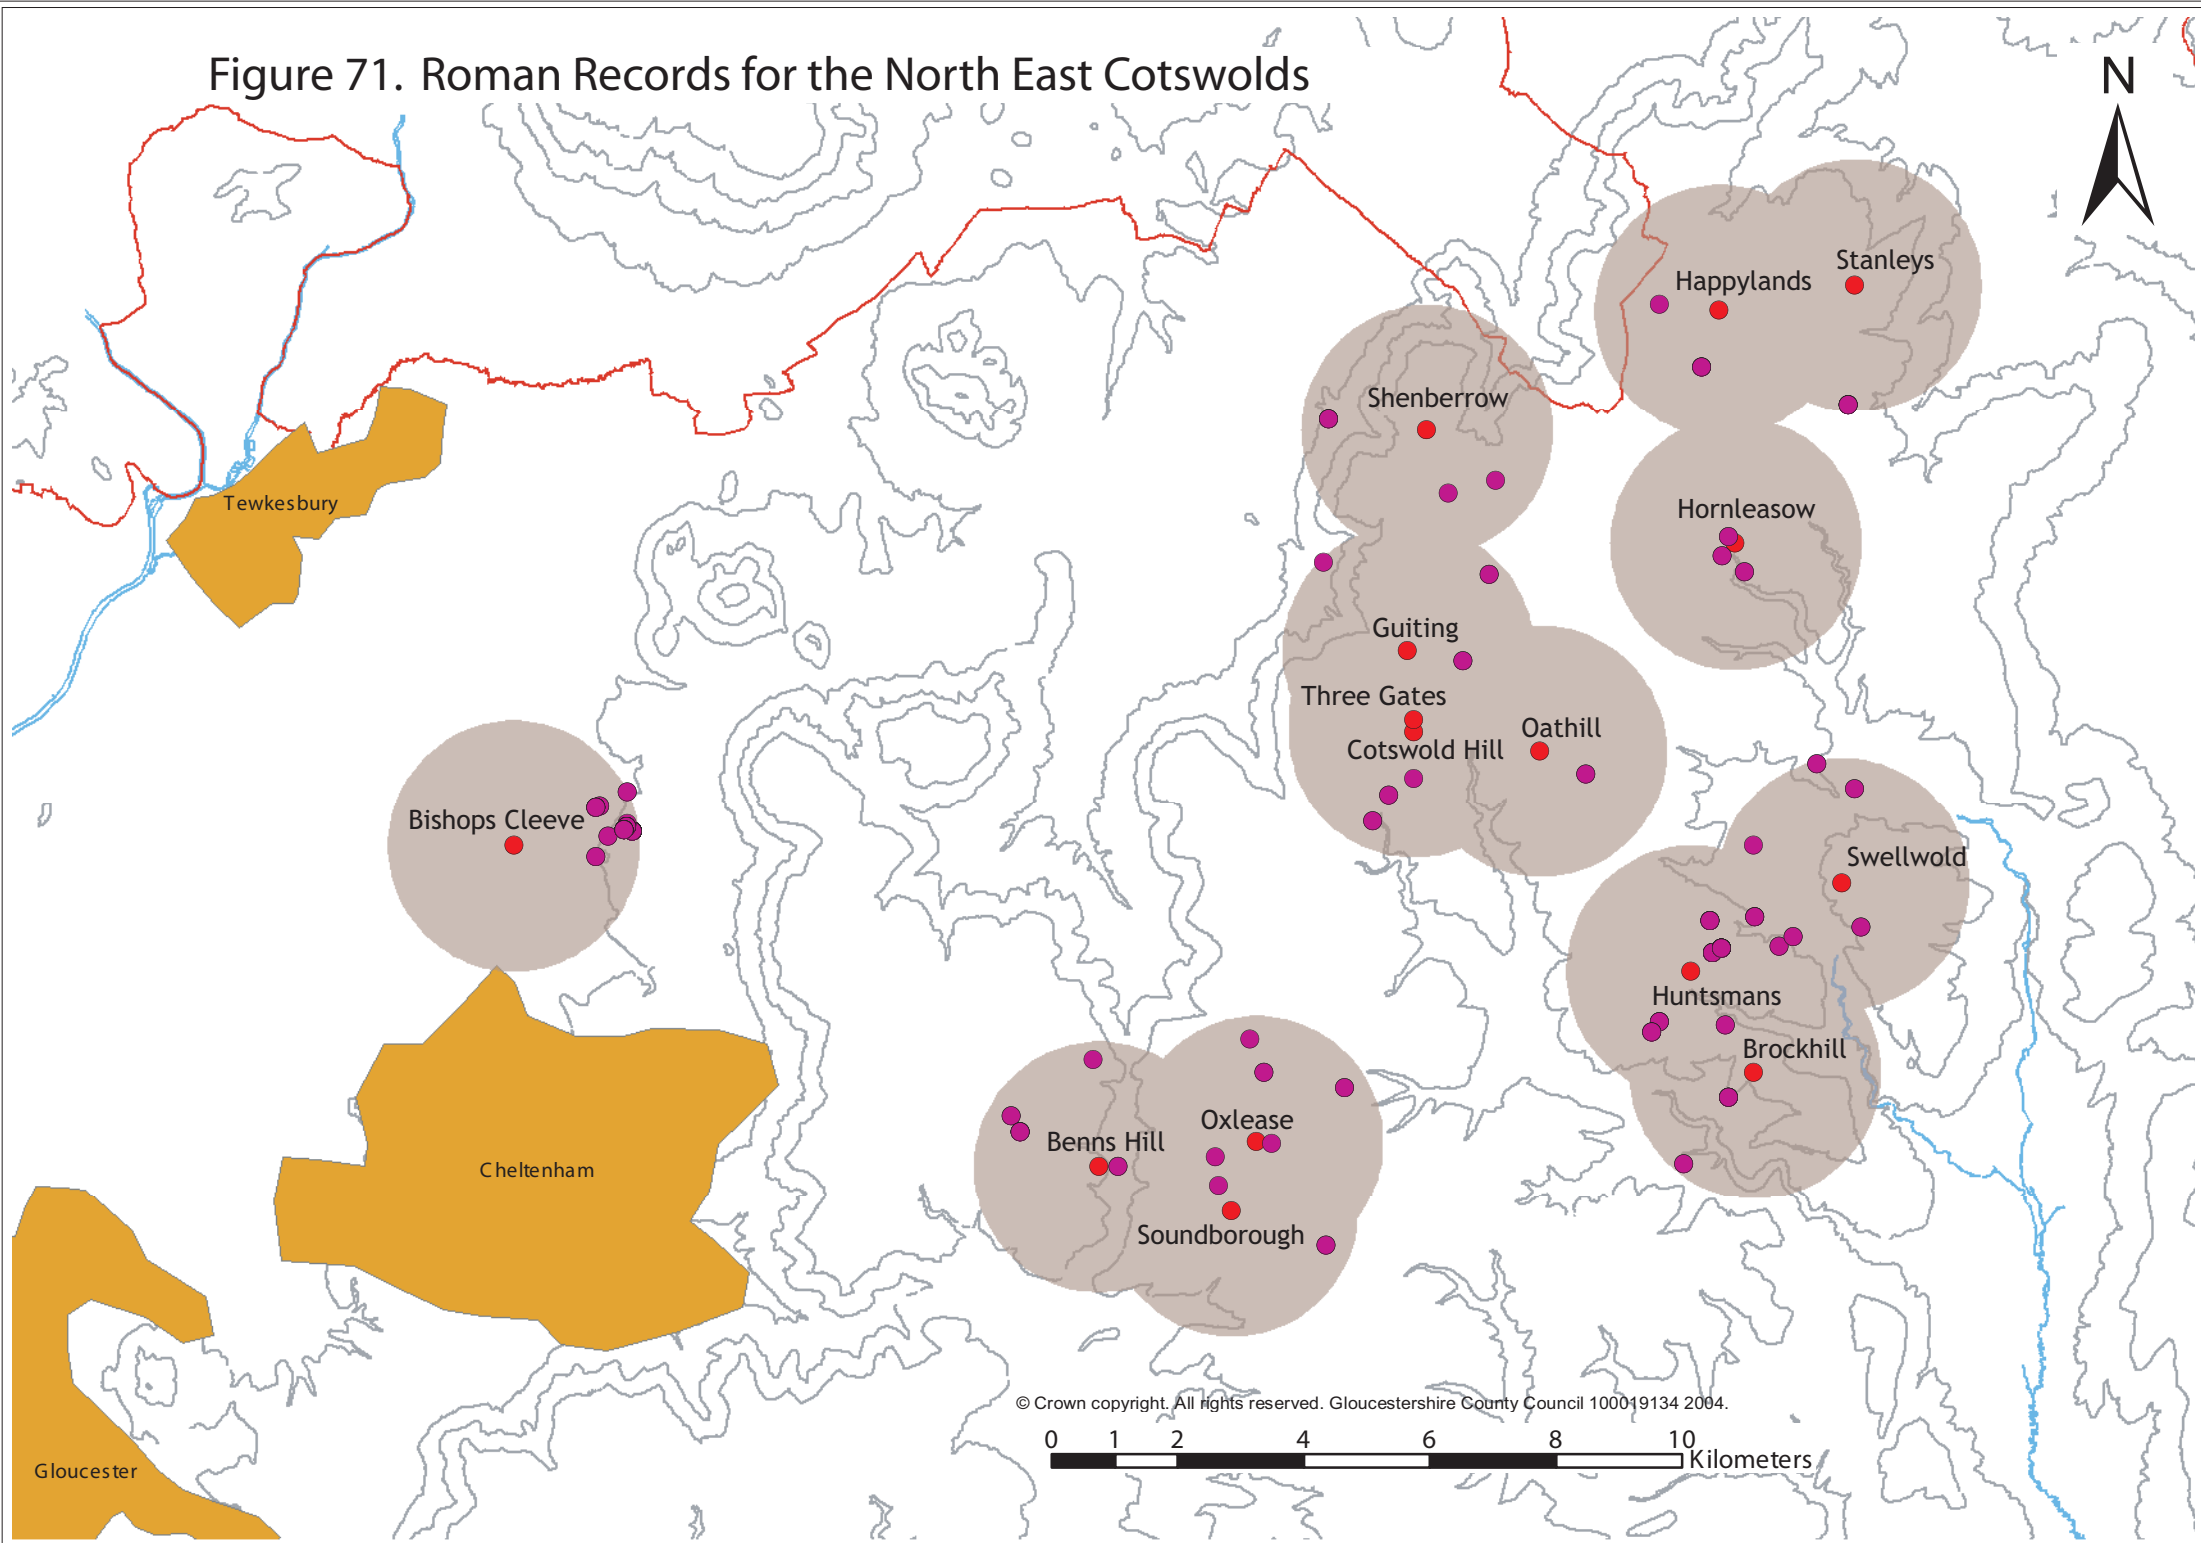 Figure 71. Roman Records for the North East Cotswolds
N
Stanleys
Happylands
Shenberrow
Tewkesbury
Hornleasow
Guiting
Three Gates
Oathill
Cotswold Hill
Bishops Cleeve
Swellwold
Huntsmans
Brockhill
Oxlease
Benns Hill
Cheltenham
Soundborough
© Crown copyright. All rights reserved. Gloucestershire County Council 100019134 2004.
0 1 2 4 6 8 10
Kilometers
Gloucester